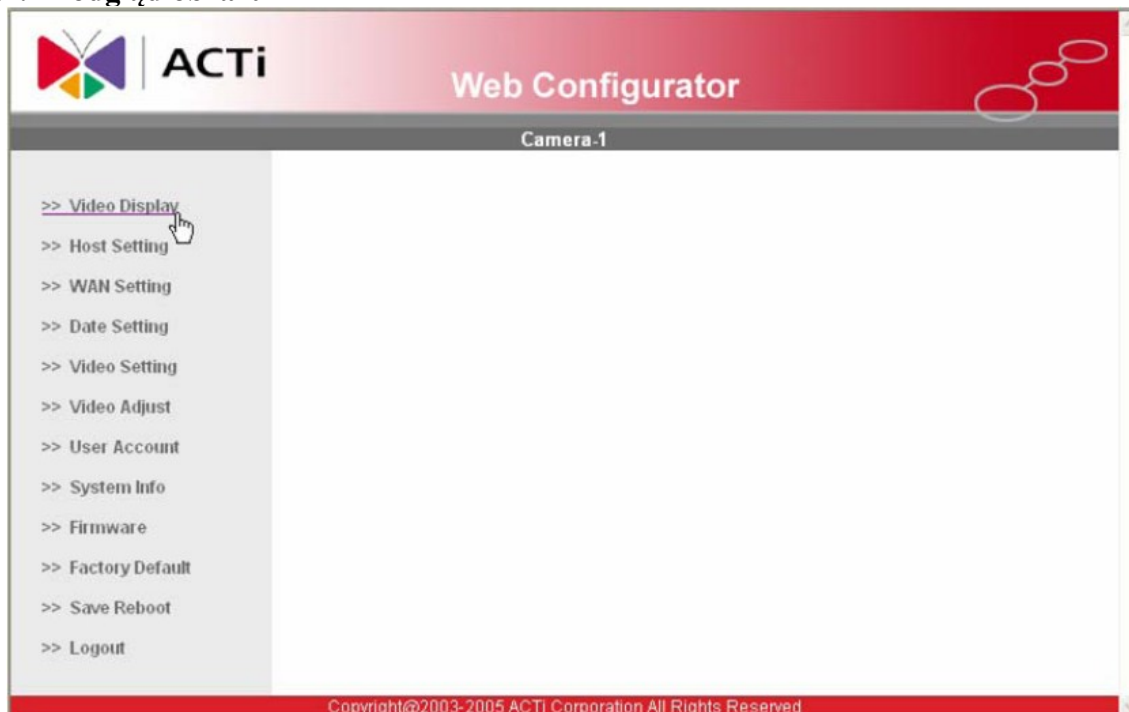 ACTi
Web Configurator
Camera-1
>> Video Display
>> Host Setting
>> WAN Setting
>> Date Setting
>> Video Setting
>> Video Adjust
>> User Account
>> System Info
>> Firmware
>> Factory Default
>> Save Reboot
>> Logout
Copyright@2003-2005 ACTi Corporation All Rights Reserved